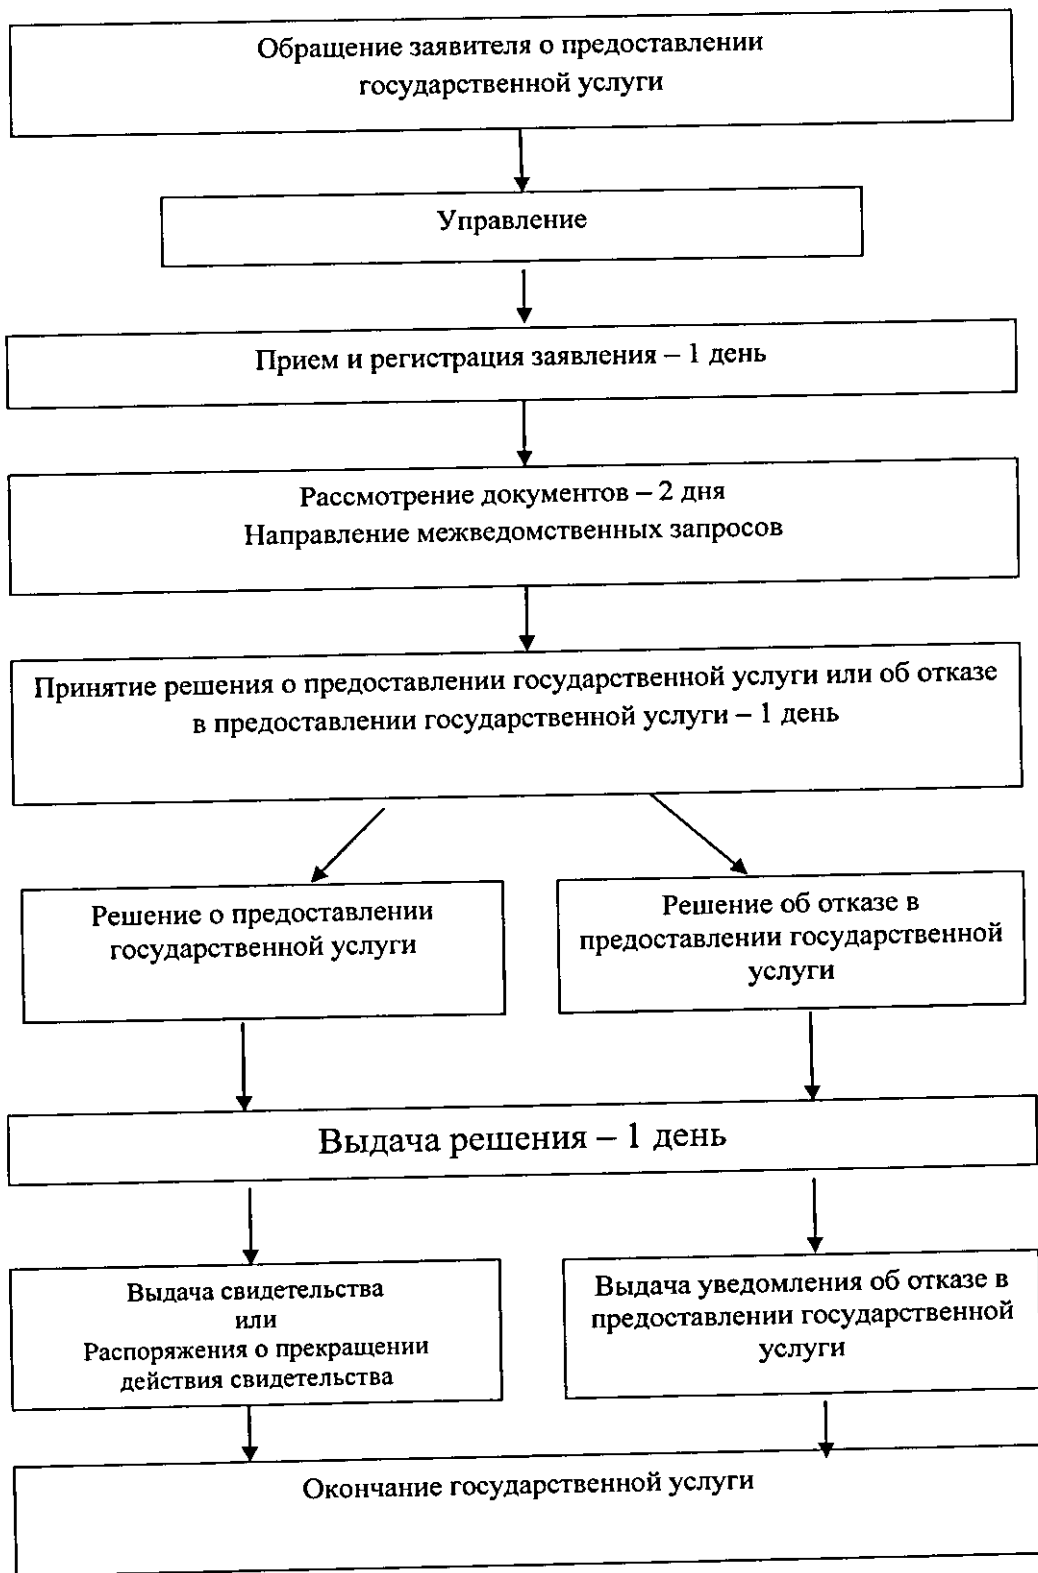 Обращение заявителя о предоставлении
государственной услуги
Управление
Прием и регистрация заявления – 1 день
Рассмотрение документов – 2 дня
Направление межведомственных запросов
Принятие решения о предоставлении государственной услуги или об отказе
в предоставлении государственной услуги – 1 день
Решение о предоставлении
государственной услуги
Решение об отказе в
предоставлении государственной
услуги
Выдача решения – 1 день
Выдача свидетельства
или
Распоряжения о прекращении
действия свидетельства
Выдача уведомления об отказе в
предоставлении государственной
услуги
Окончание государственной услуги